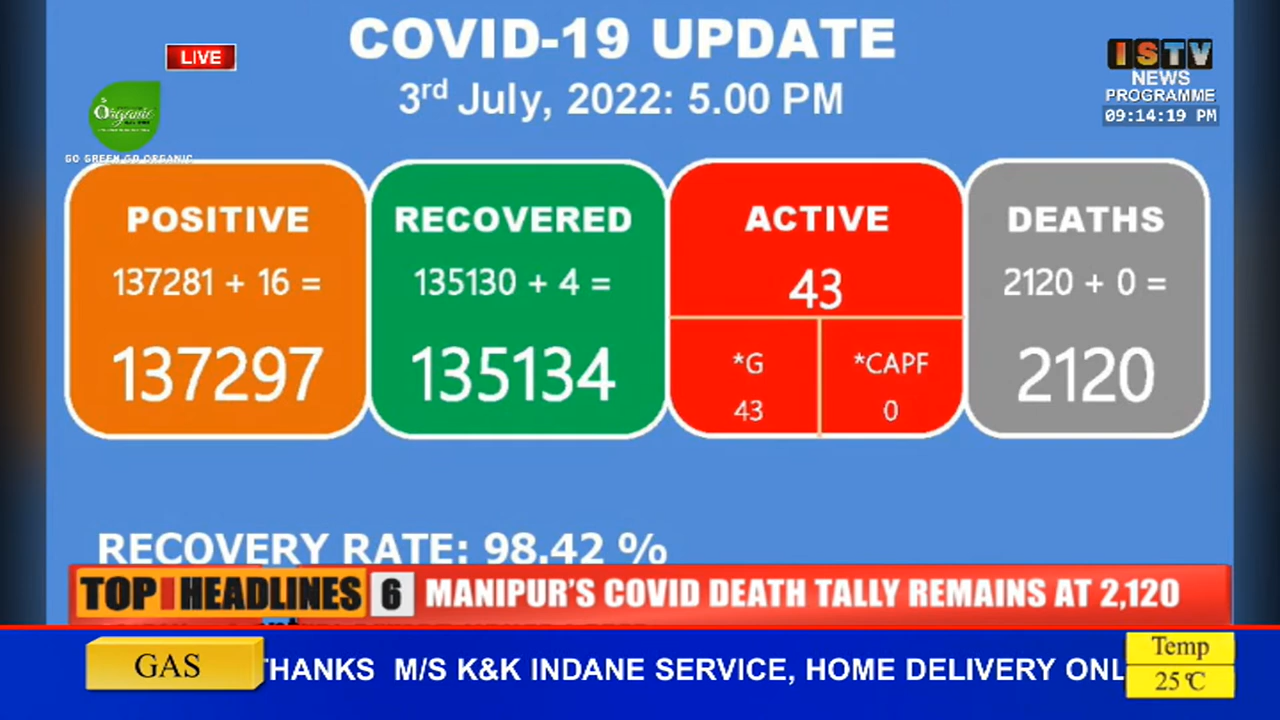 COVID-19 UPDATE
3rd July, 2022: 5.00 PM
LIVE
Organic
GO GREEN GO ORGANIC
ISTV
NEWS
PROGRAMME
09:14:19 PM
POSITIVE
137281 + 16 =
137297
RECOVERED
135130 + 4 =
135134
ACTIVE
43
*G
43
*CAPF
0
DEATHS
2120 + 0 =
2120
RECOVERY RATE: 98.42 %
TOP HEADLINES 6 MANIPUR'S COVID DEATH TALLY REMAINS AT 2,120
GAS THANKS M/S K&K INDANE SERVICE, HOME DELIVERY ONL
Temp
25°C